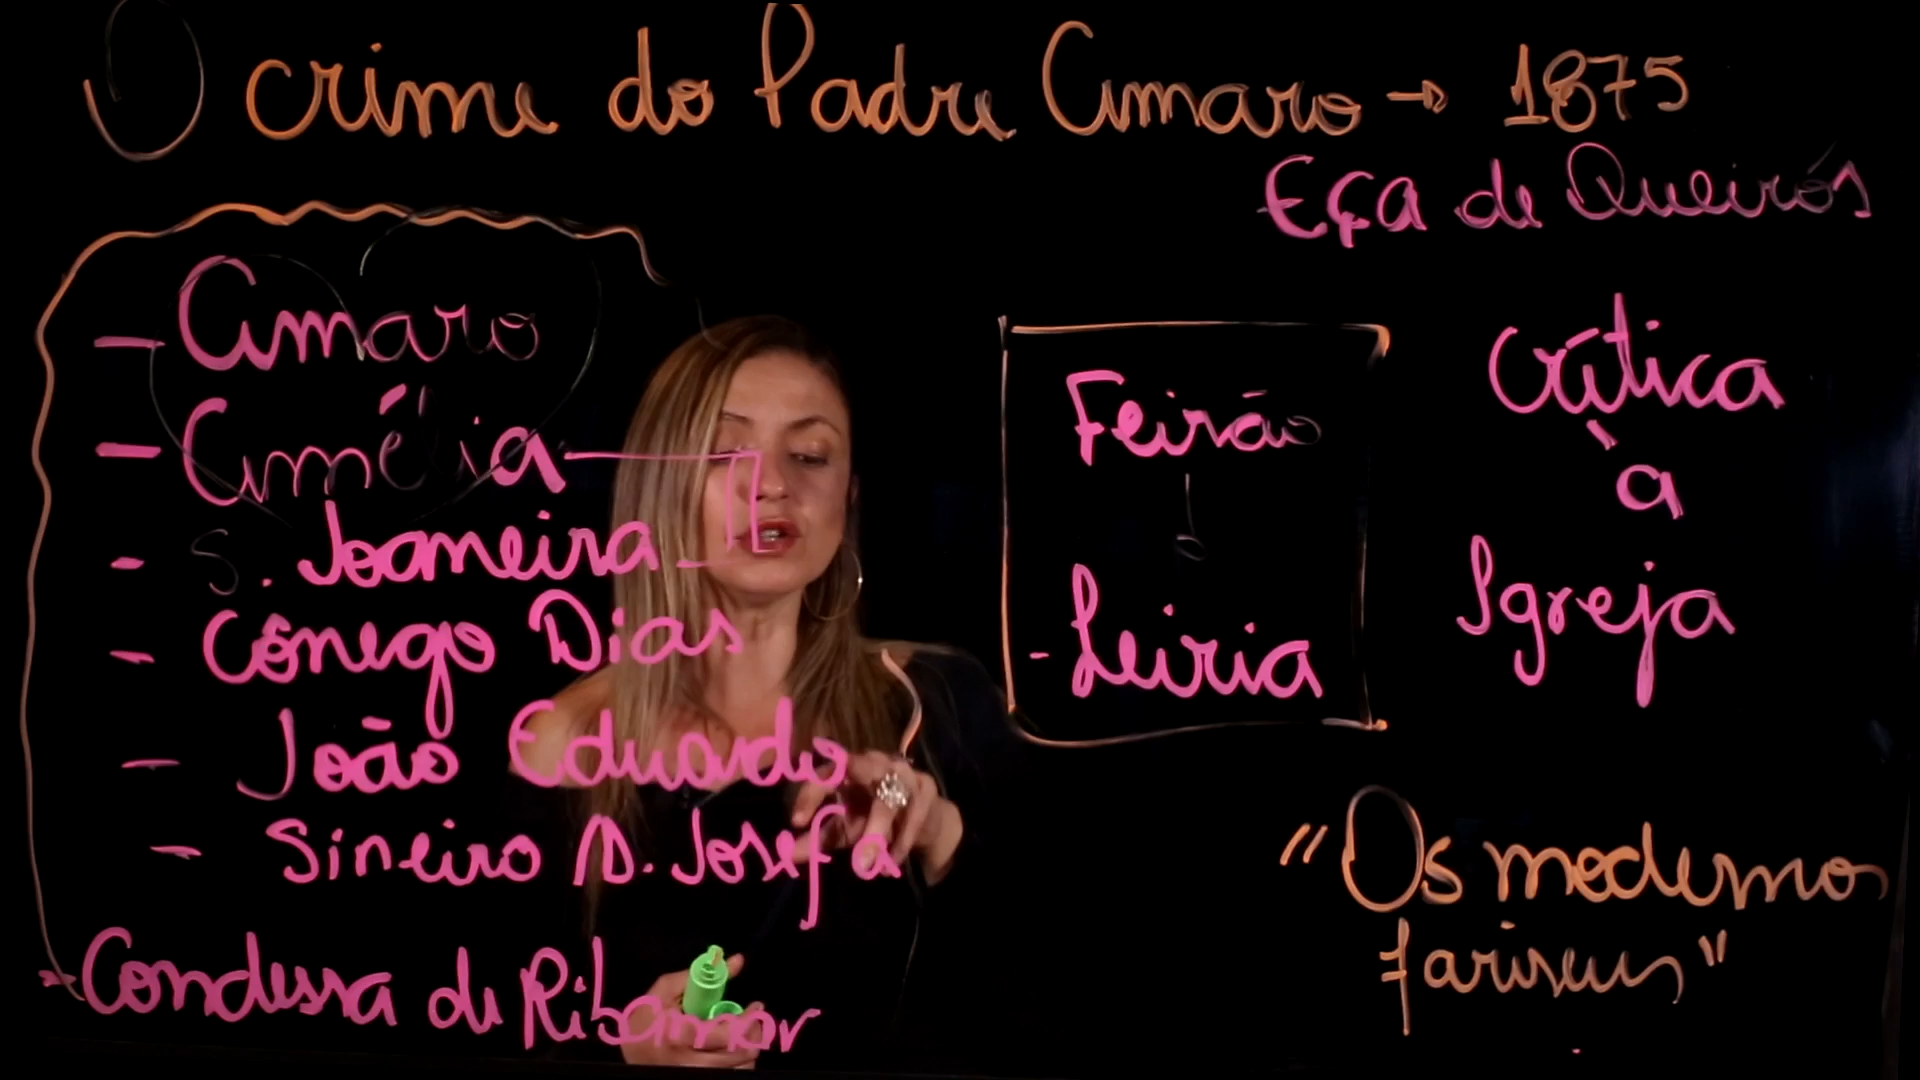 O crime do Padre Amaro → 1875
Eça de Queirós
- Amaro
- Amélia
- S. Joaneira
- Cônego Dias
- João Eduardo
- Sineiro D. Josefa
- Condessa de Ribamar
Feirão
- Leiria
Crítica
à
Igreja
"Os modernos
fariseus"